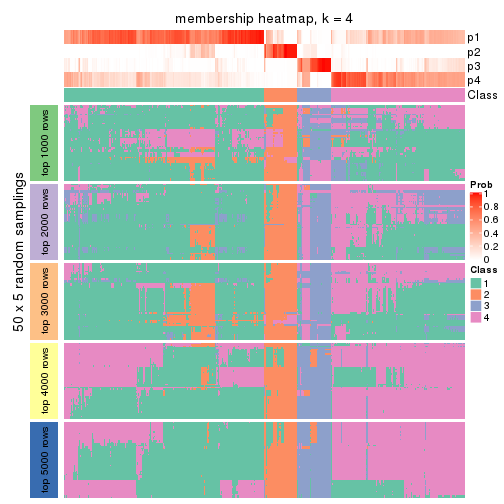 membership heatmap, k = 4
p1
p2
p3
p4
Class
50 x 5 random samplings
top 1000 rows
top 2000 rows
top 3000 rows
top 4000 rows
top 5000 rows
Prob
1
0.8
0.6
0.4
0.2
0
Class
1
2
3
4